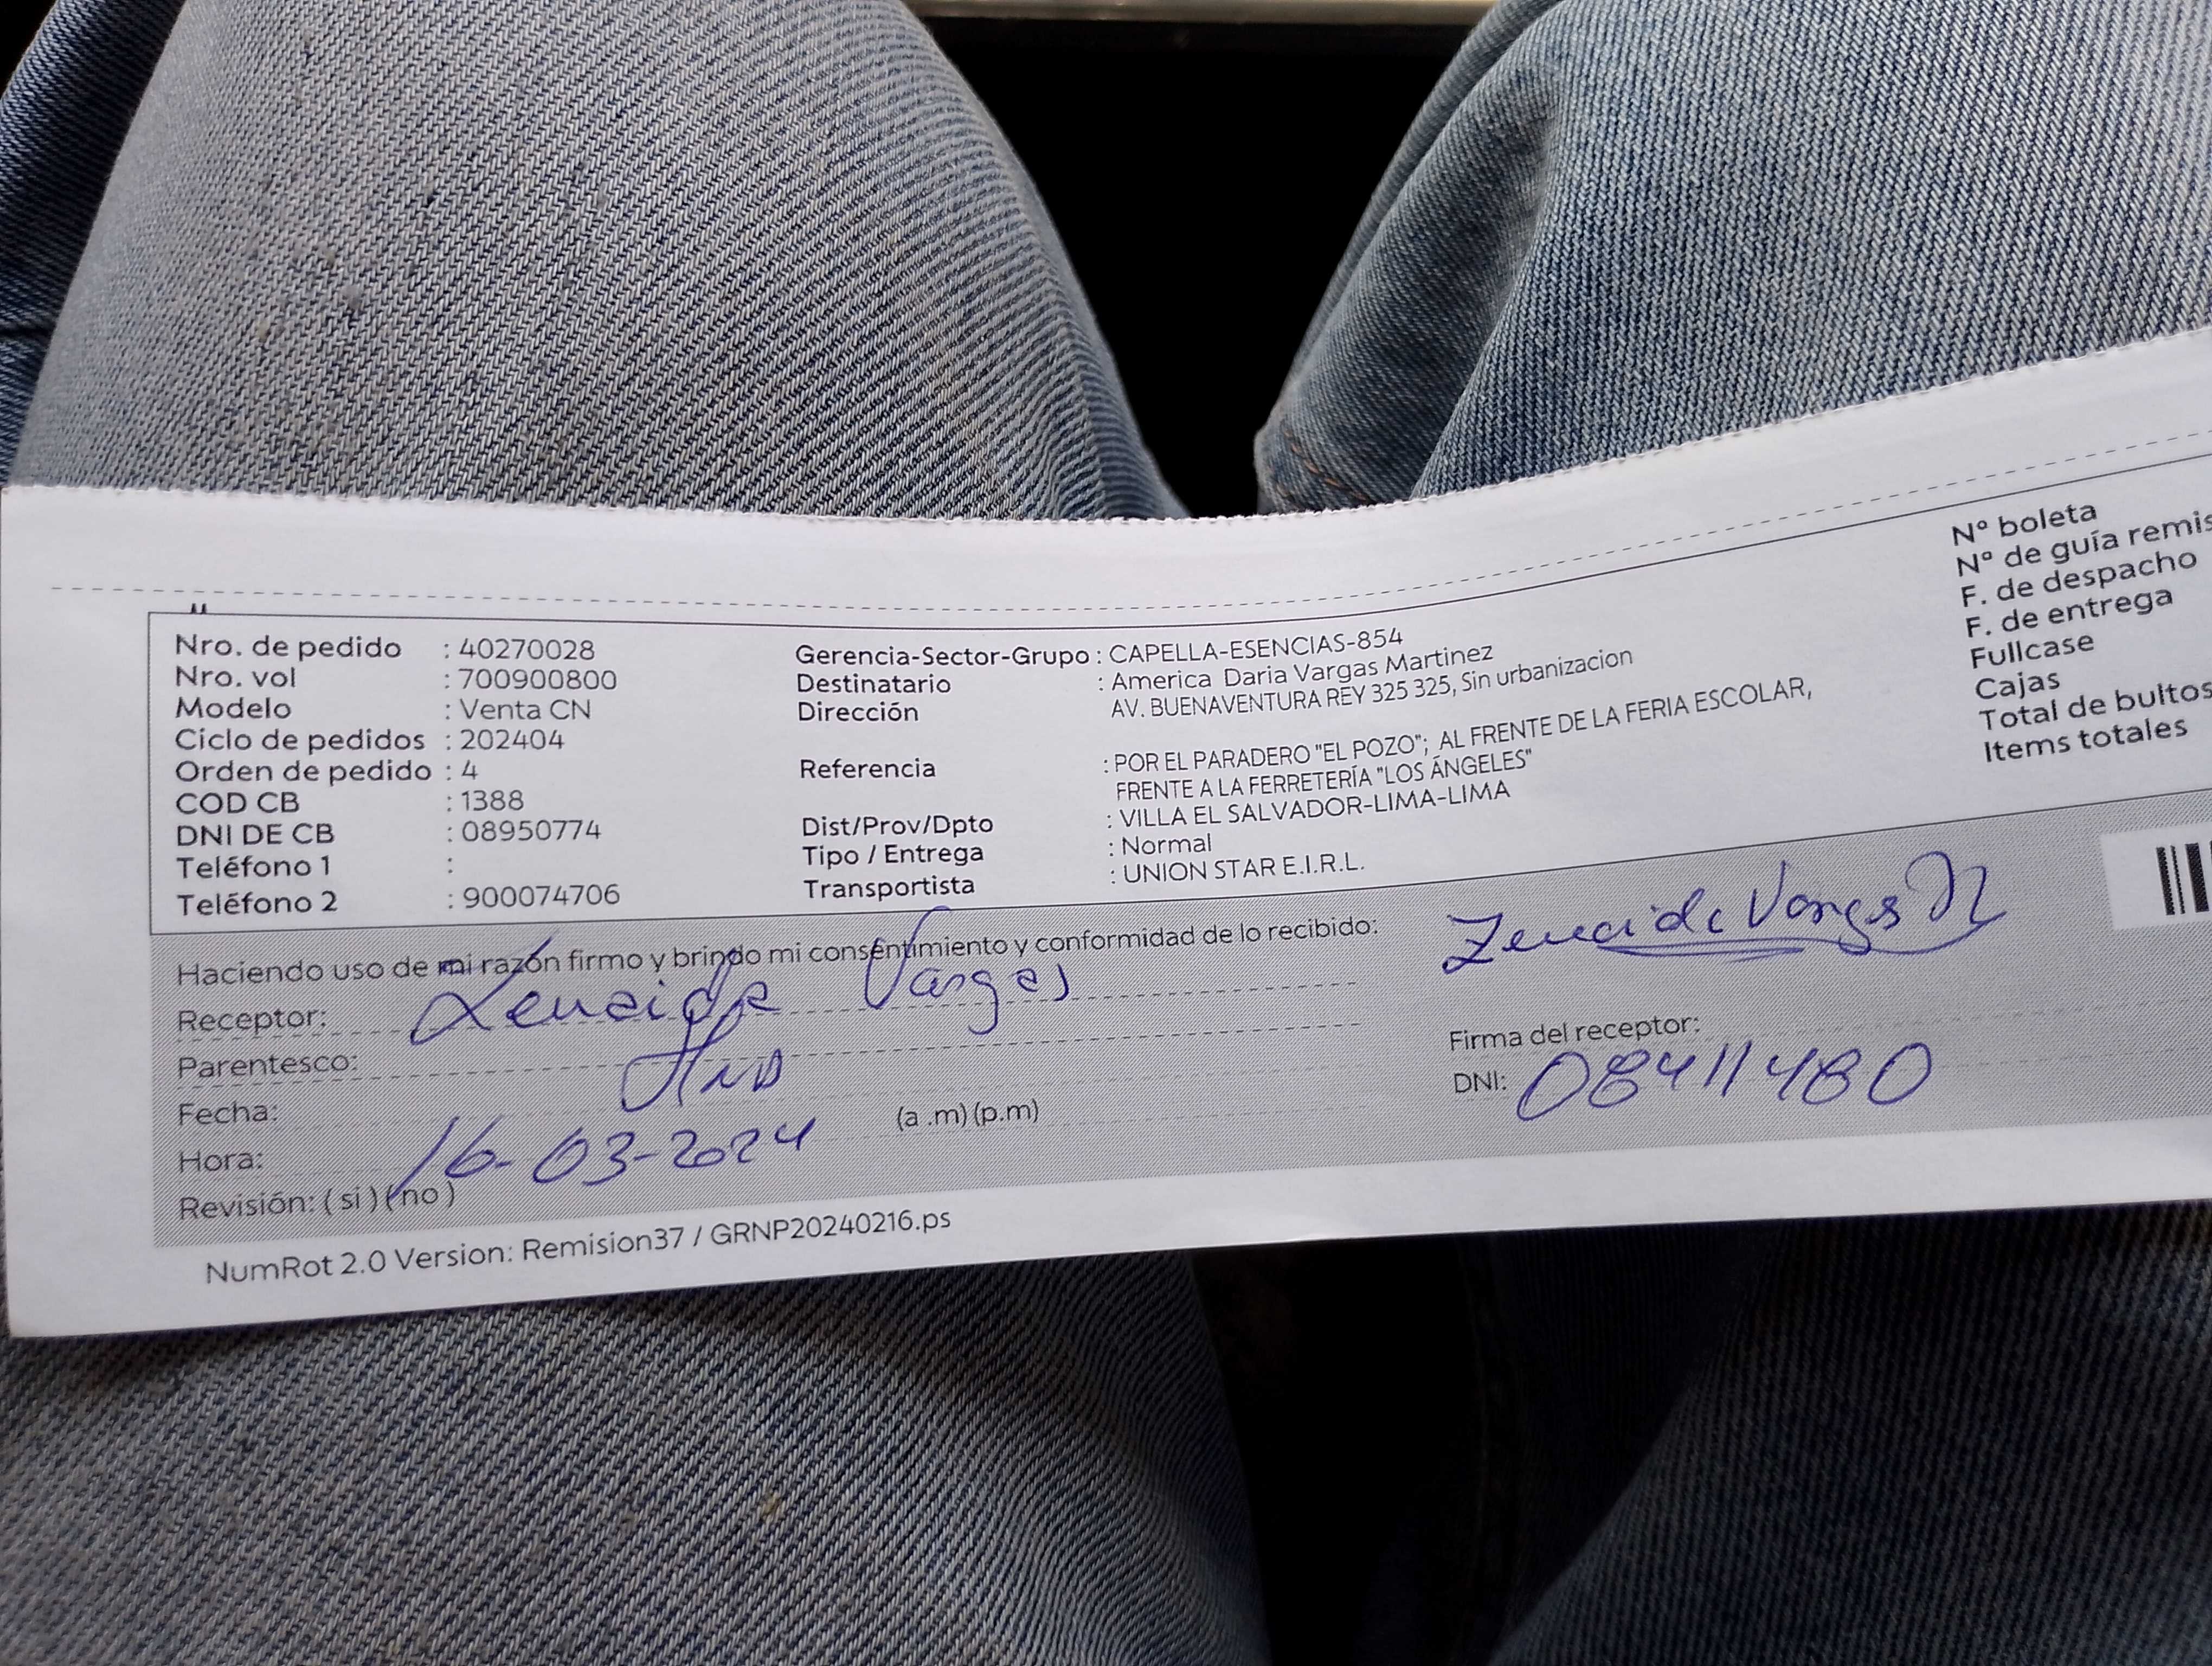 Nro. de pedido : 40270028
Nro. vol : 700900800
Modelo : Venta CN
Ciclo de pedidos : 202404
Orden de pedido : 4
COD CB : 1388
DNI DE CB : 08950774
Teléfono 1 :
Teléfono 2 : 900074706
Gerencia-Sector-Grupo : CAPELLA-ESENCIAS-854
Destinatario : America Daria Vargas Martinez
Dirección AV. BUENAVENTURA REY 325 325, Sin urbanizacion
Referencia : POR EL PARADERO "EL POZO"; AL FRENTE DE LA FERIA ESCOLAR,
FRENTE A LA FERRETERÍA "LOS ÁNGELES"
Dist/Prov/Dpto : VILLA EL SALVADOR-LIMA-LIMA
Tipo / Entrega : Normal
Transportista : UNION STAR E.I.R.L.
Nº boleta
Nº de guía remis
F. de despacho
F. de entrega
Fullcase
Cajas
Total de bultos
Items totales
Haciendo uso de mi razón firmo y brindo mi consentimiento y conformidad de lo recibido:
Receptor: Zenaida Vargas
Parentesco:
Fecha: 16-03-2024
Hora: (a .m) (p.m)
Revisión: ( si ) ( no )
Zenaida Vargas
Firma del receptor:
DNI: 08411480
NumRot 2.0 Version: Remision37 / GRNP20240216.ps